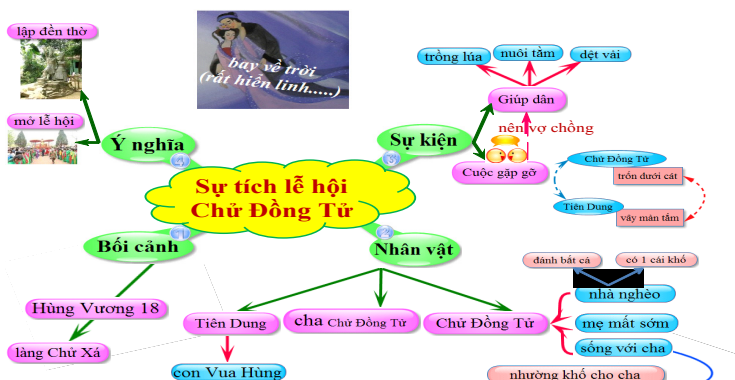 lập đền thờ
mở lễ hội
Ý nghĩa
bay về trời
(rất hiển linh.....)
trồng lúa
nuôi tằm
dệt vải
Giúp dân
nên vợ chồng
Sự kiện
Cuộc gặp gỡ
Chử Đồng Tử
trốn dưới cát
Tiên Dung
vây màn tắm
Sự tích lễ hội
Chử Đồng Tử
Bối cảnh
Hùng Vương 18
làng Chử Xá
Nhân vật
Tiên Dung
con Vua Hùng
cha Chử Đồng Tử
Chử Đồng Tử
đánh bắt cá
có 1 cái khố
nhà nghèo
mẹ mất sớm
sống với cha
nhường khố cho cha